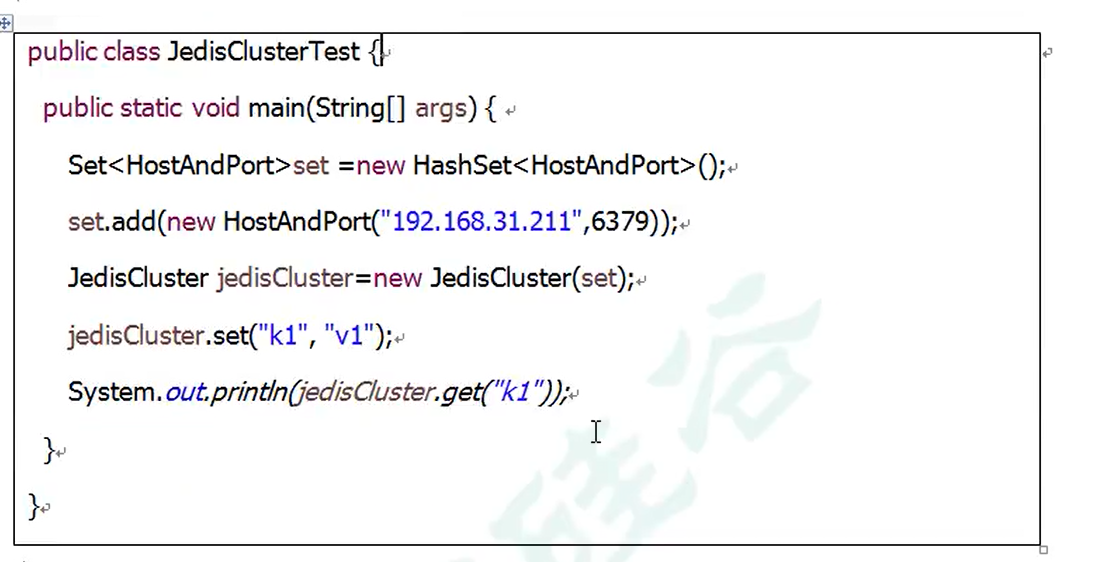 public class JedisClusterTest {
public static void main(String[] args) {
Set<HostAndPort>set =new HashSet<HostAndPort>();
set.add(new HostAndPort("192.168.31.211",6379));
JedisCluster jedisCluster=new JedisCluster(set);
jedisCluster.set("k1", "v1");
System.out.println(jedisCluster.get("k1"));
}
}
硅谷